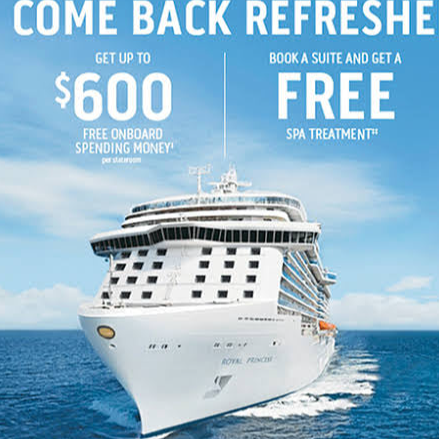 COME BACK REFRESHE
GET UP TO
$600
FREE ONBOARD
SPENDING MONEY†
per stateroom
BOOK A SUITE AND GET A
FREE
SPA TREATMENT‡‡
ROYAL PRINCESS